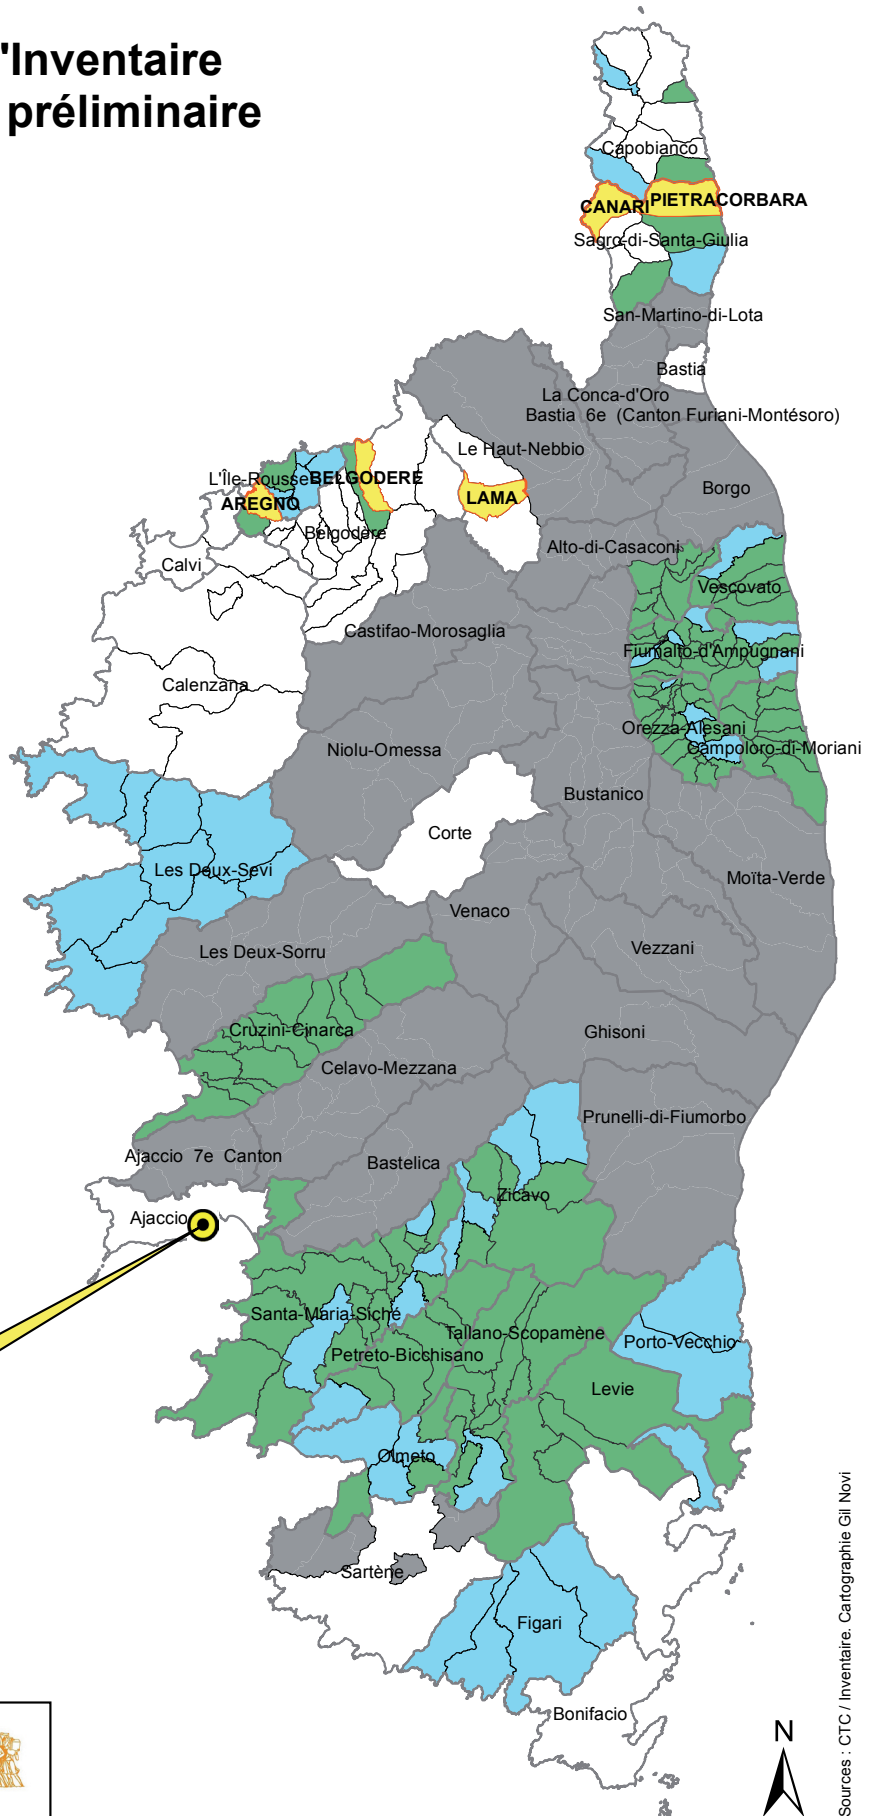 'Inventaire
préliminaire
Capobianco
CANARI
PIETRACORBARA
Sagro-di-Santa-Giulia
San-Martino-di-Lota
Bastia
La Conca-d'Oro
Bastia 6e (Canton Furiani-Montésoro)
Le Haut-Nebbio
L'Île-Rousse
BELGODERE
AREGNO
LAMA
Borgo
Belgodère
Alto-di-Casaconi
Calvi
Vescovato
Castifao-Morosaglia
Fiumalto-d'Ampugnani
Calenzana
Orezza-Alesani
Campoloro-di-Moriani
Niolu-Omessa
Bustanico
Corte
Les Deux-Sevi
Moïta-Verde
Venaco
Les Deux-Sorru
Vezzani
Cruzini-Cinarca
Ghisoni
Celavo-Mezzana
Prunelli-di-Fiumorbo
Ajaccio 7e Canton
Bastelica
Zicavo
Ajaccio
Santa-Maria-Siché
Tallano-Scopamène
Porto-Vecchio
Petreto-Bicchisano
Levie
Olmeto
Sartène
Figari
Bonifacio
N
Sources : CTC / Inventaire. Cartographie Gil Novi